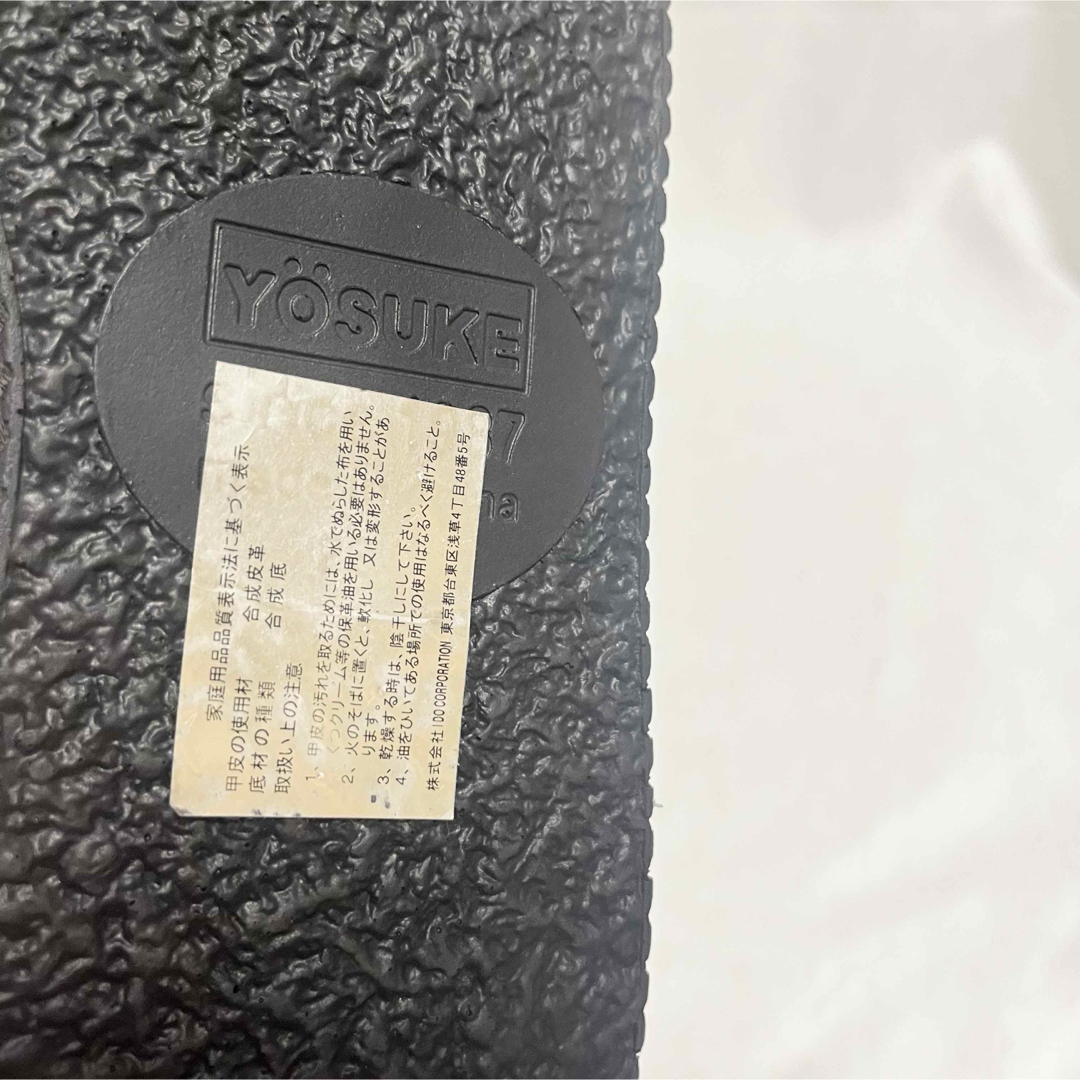 YÖSUKE
家庭用品品質表示法に基づく表示
甲皮の使用材 合成皮革
底材の種類 合成底
取扱い上の注意
1、甲皮の汚れを取るためには、水でぬらした布を用い
くつクリーム等の保革油を用いる必要はありません。
2、火のそばに置くと、軟化し 又は変形することがあ
ります。
3、乾燥する時は、陰干しにして下さい。
4、油をひいてある場所での使用はなるべく避けること。
株式会社IDO CORPORATION 東京都台東区浅草4丁目48番5号